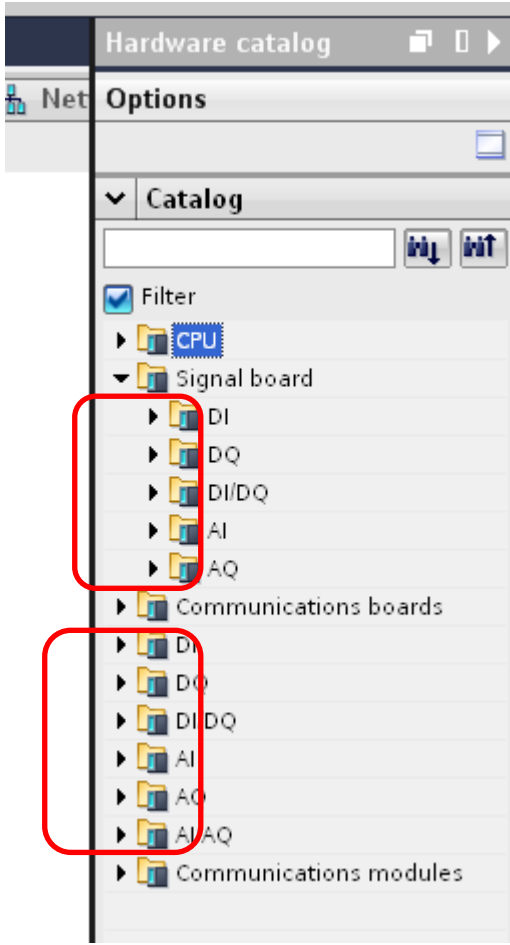 Hardware catalog
Net
Options
Catalog
Filter
CPU
Signal board
DI
DQ
DI/DQ
AI
AQ
Communications boards
DI
DQ
DI/DQ
AI
AQ
AI/AQ
Communications modules